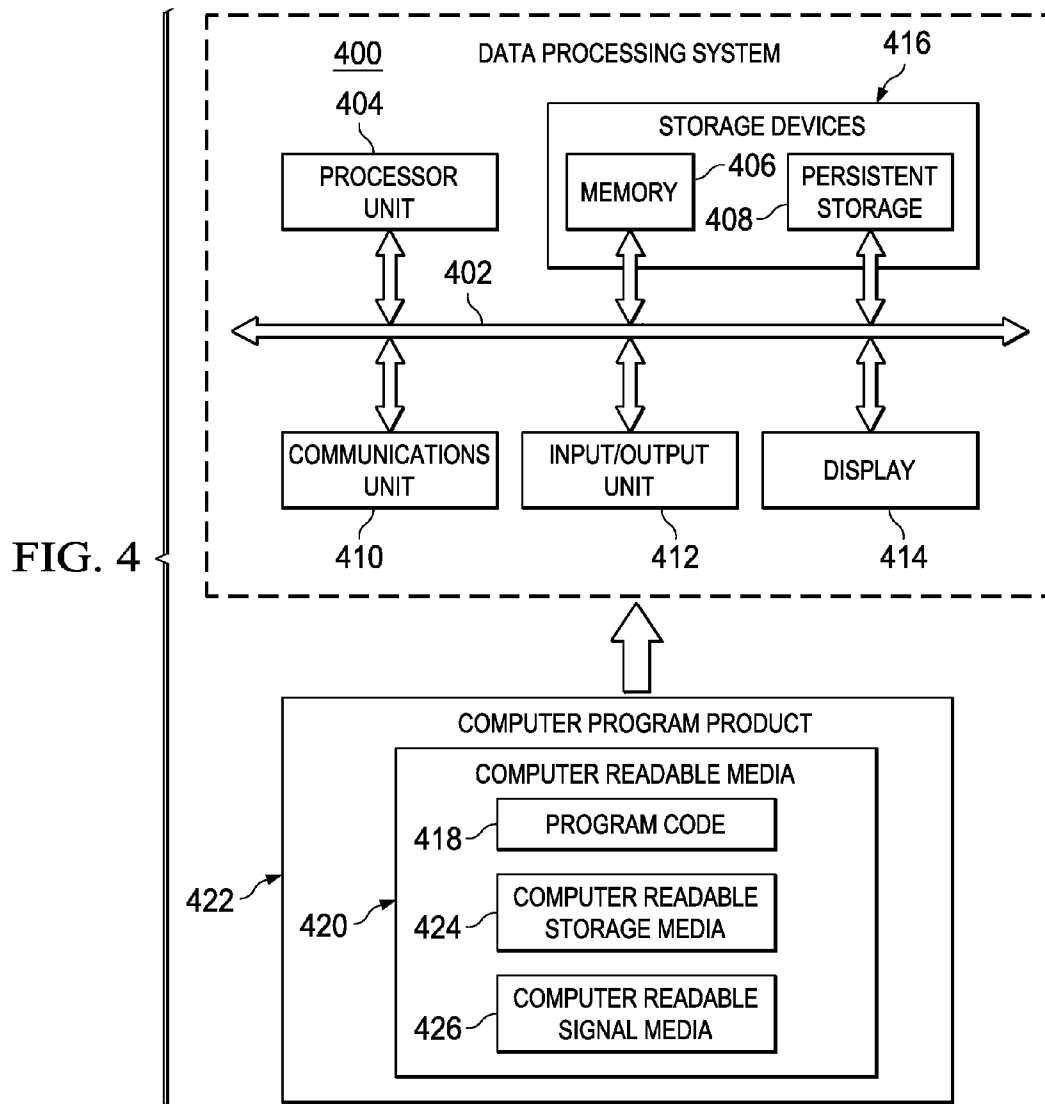 400
DATA PROCESSING SYSTEM
416
404
STORAGE DEVICES
PROCESSOR
UNIT
MEMORY
406
PERSISTENT
STORAGE
408
402
COMMUNICATIONS
UNIT
INPUT/OUTPUT
UNIT
DISPLAY
410
412
414
FIG. 4
COMPUTER PROGRAM PRODUCT
COMPUTER READABLE MEDIA
418
PROGRAM CODE
422
420
424
COMPUTER READABLE
STORAGE MEDIA
426
COMPUTER READABLE
SIGNAL MEDIA